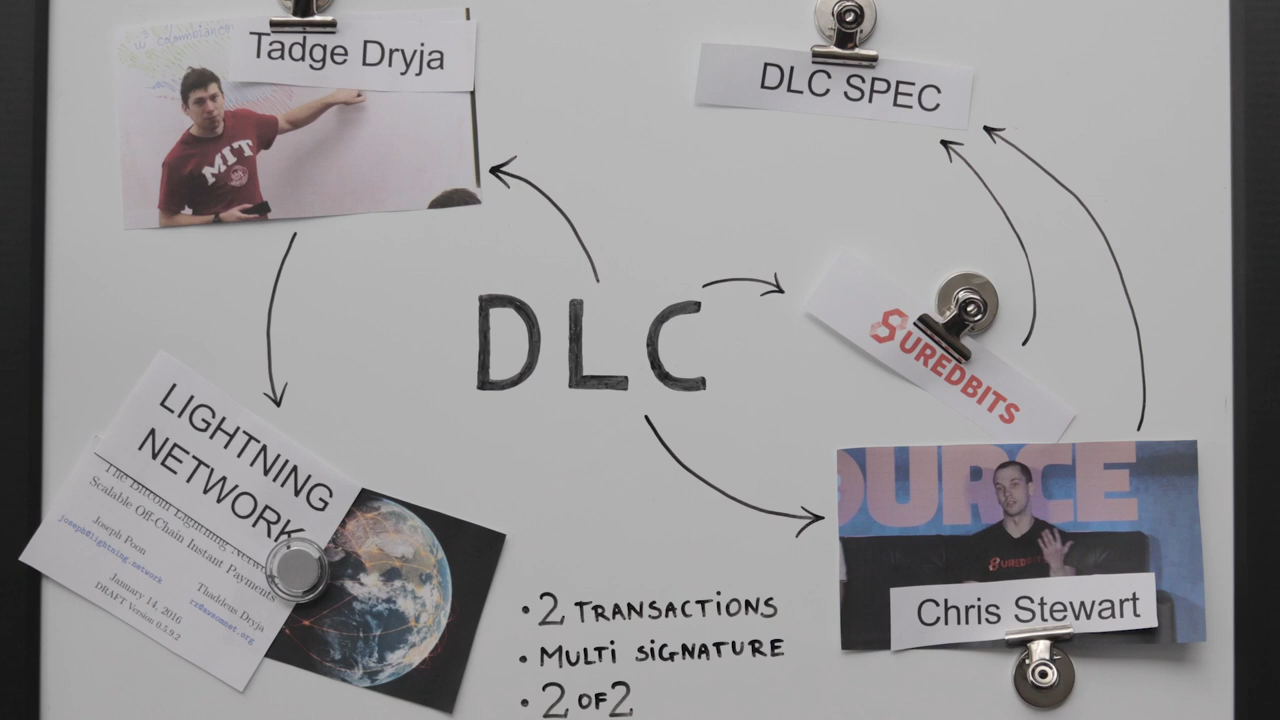 Tadge Dryja
MIT
DLC SPEC
DLC
SUREDBITS
LIGHTNING
NETWORK
The Bitcoin Lightning Network:
Scalable Off-Chain Instant Payments
Joseph Poon
joseph@lightning.network
Thaddeus Dryja
rx@awsomnet.org
January 14, 2016
DRAFT Version 0.5.9.2
OURCE
SUREDBITS
Chris Stewart
• 2 TRANSACTIONS
• MULTI SIGNATURE
• 2 OF 2